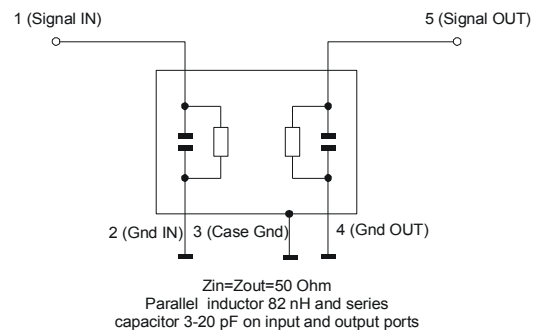 1 (Signal IN)
5 (Signal OUT)
2 (Gnd IN)
3 (Case Gnd)
4 (Gnd OUT)
Zin=Zout=50 Ohm
Parallel inductor 82 nH and series
capacitor 3-20 pF on input and output ports